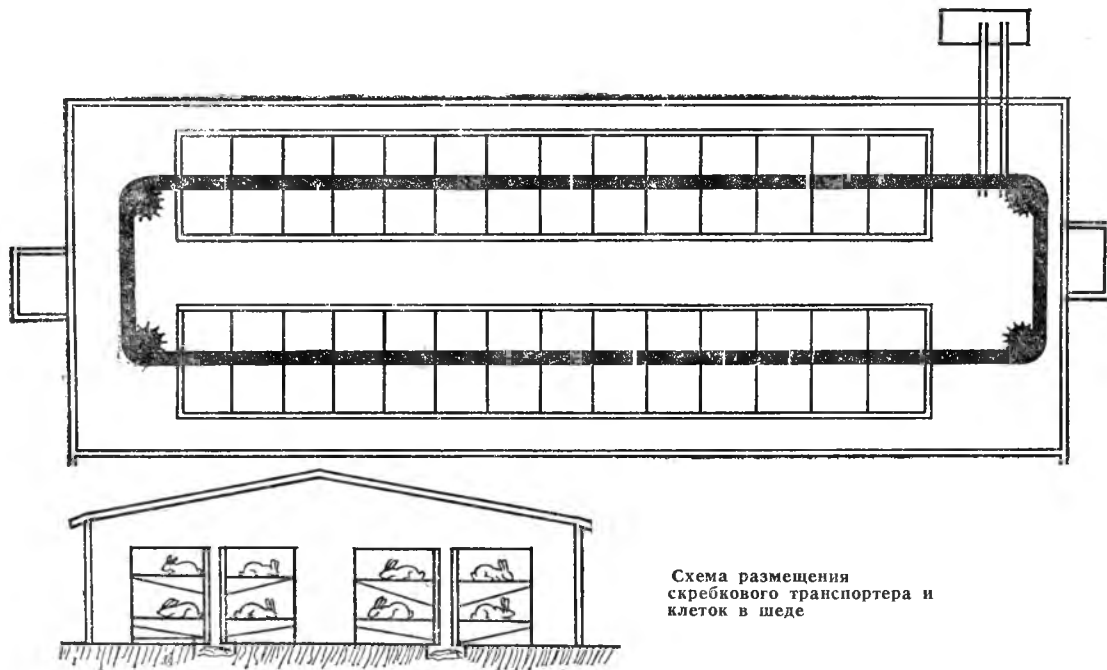 Схема размещения
скребкового транспортера и
клеток в шеде